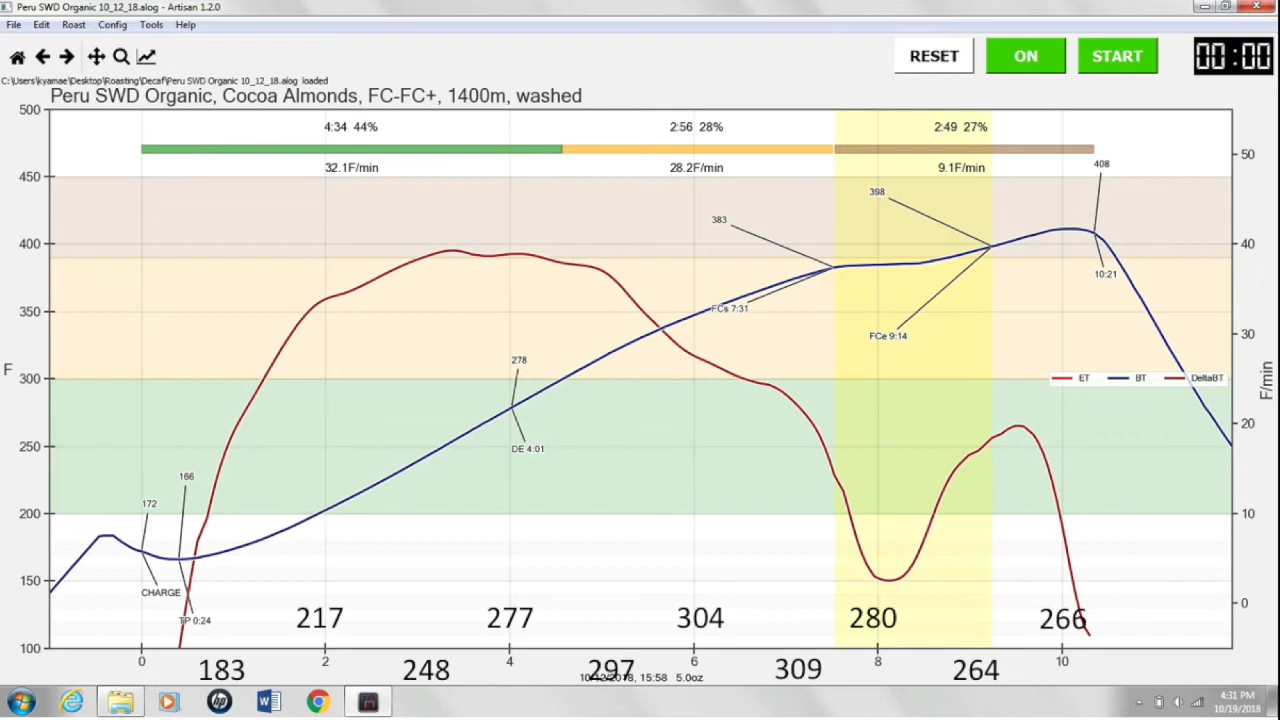 Peru SWD Organic 10_12_18.alog - Artisan 1.2.0
File Edit Roast Config Tools Help
RESET ON START 00:00
C:\Users\kyamae\Desktop\Roasting\Decaf\Peru SWD Organic 10_12_18.alog loaded
Peru SWD Organic, Cocoa Almonds, FC-FC+, 1400m, washed
500
4:34 44% 2:56 28% 2:49 27%
50
32.1F/min 28.2F/min 9.1F/min
408
450
398
383
400 40
10:21
350
FCs 7:31
FCe 9:14
30
278
F
300
ET BT DeltaBT
F/min
20
250
DE 4:01
166
172
200 10
150
CHARGE
0
TP 0:24
217 277 304 280 266
100
0 2 4 6 8 10
183 248 297 309 264
10/12/2018, 15:58 5.0oz
4:31 PM
10/19/2018